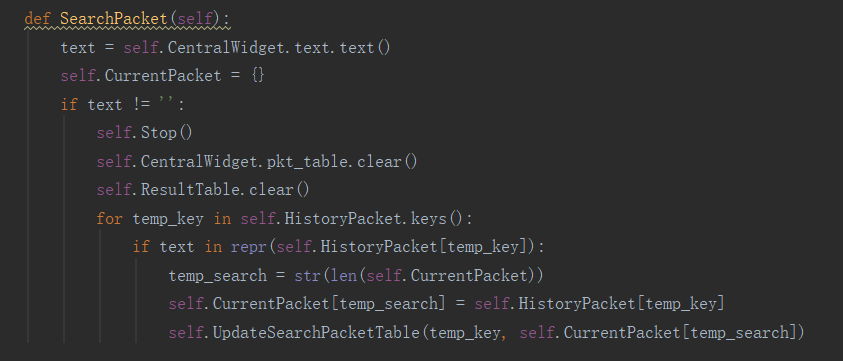 def SearchPacket(self):
    text = self.CentralWidget.text.text()
    self.CurrentPacket = {}
    if text != '':
        self.Stop()
        self.CentralWidget.pkt_table.clear()
        self.ResultTable.clear()
        for temp_key in self.HistoryPacket.keys():
            if text in repr(self.HistoryPacket[temp_key]):
                temp_search = str(len(self.CurrentPacket))
                self.CurrentPacket[temp_search] = self.HistoryPacket[temp_key]
                self.UpdateSearchPacketTable(temp_key, self.CurrentPacket[temp_search])